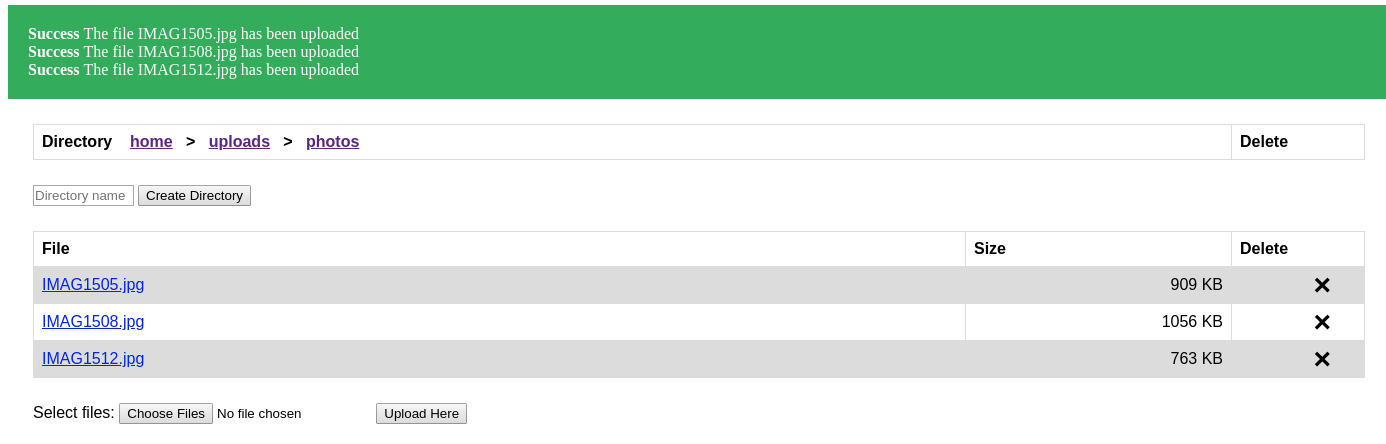 Success The file IMAG1505.jpg has been uploaded
Success The file IMAG1508.jpg has been uploaded
Success The file IMAG1512.jpg has been uploaded
Directory home > uploads > photos Delete
Directory name Create Directory
File Size Delete
IMAG1505.jpg 909 KB ✕
IMAG1508.jpg 1056 KB ✕
IMAG1512.jpg 763 KB ✕
Select files: Choose Files No file chosen Upload Here